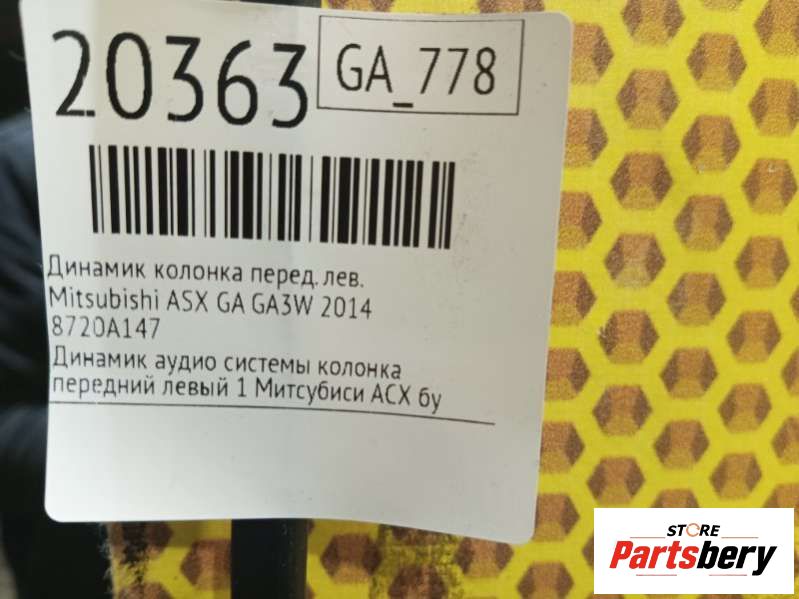 20363
GA_778
Динамик колонка перед. лев.
Mitsubishi ASX GA GA3W 2014
8720A147
Динамик аудио системы колонка
передний левый 1 Митсубиси АСХ бу
STORE
Partsbery